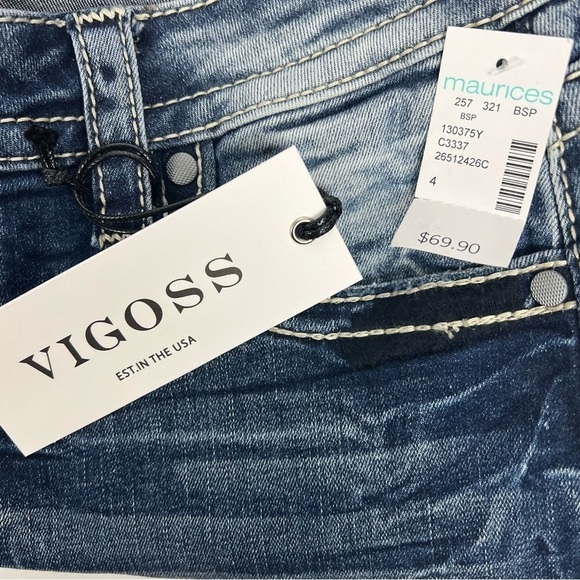 maurices
257 321 BSP
BSP
130375Y
C3337
26512426C
4
$69.90
VIGOSS
EST.IN THE USA